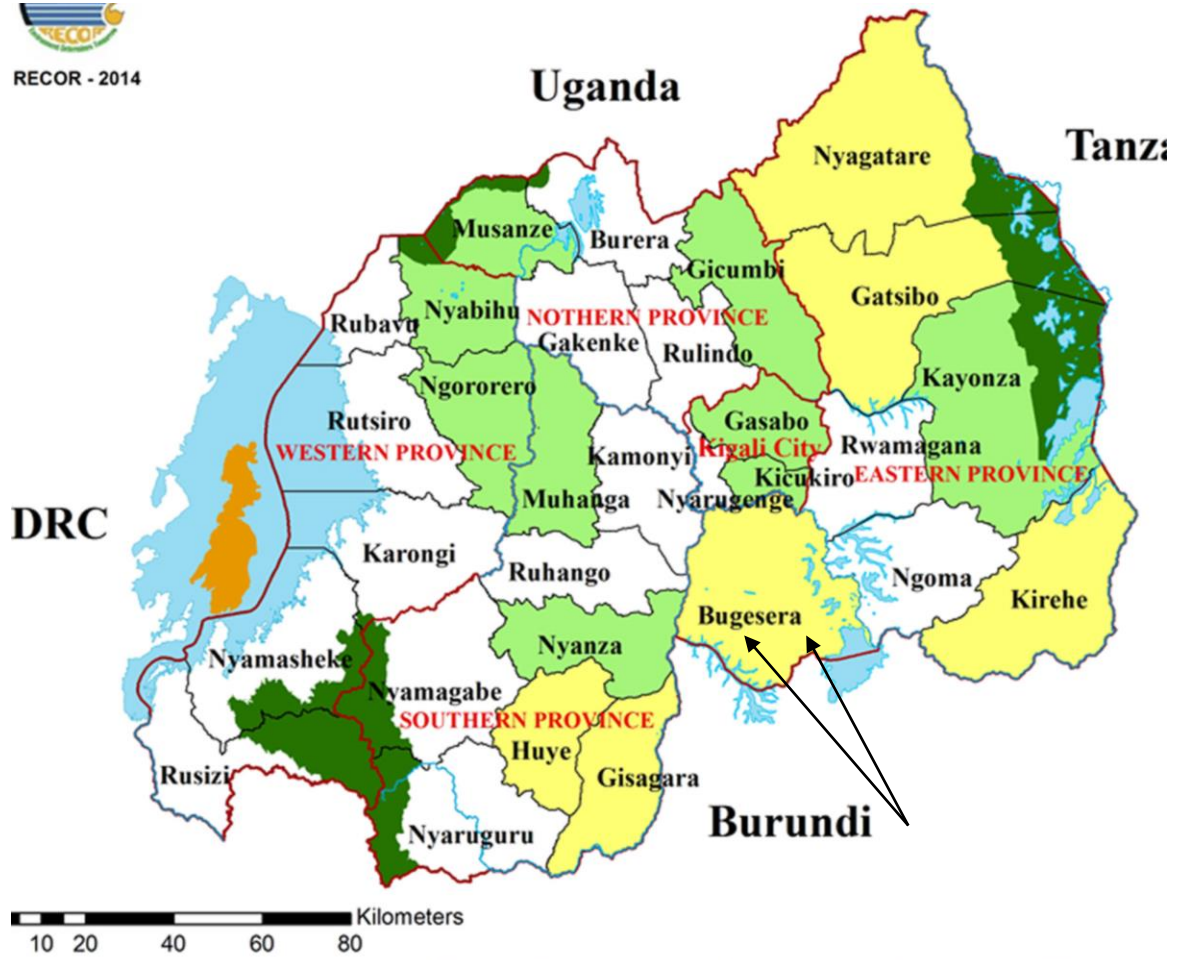 RECOR
RECOR - 2014
Uganda
Tanza
Nyagatare
Musanze
Burera
Gicumbi
Gatsibo
Nyabihu
Rubavu
NOTHERN PROVINCE
Gakenke
Rulindo
Ngororero
Kayonza
Rutsiro
Gasabo
WESTERN PROVINCE
Kigali City
Rwamagana
Kamonyi
Kicukiro
EASTERN PROVINCE
Muhanga
Nyarugenge
DRC
Karongi
Ruhango
Ngoma
Kirehe
Bugesera
Nyanza
Nyamasheke
Nyamagabe
SOUTHERN PROVINCE
Huye
Rusizi
Gisagara
Burundi
Nyaruguru
Kilometers
10 20 40 60 80